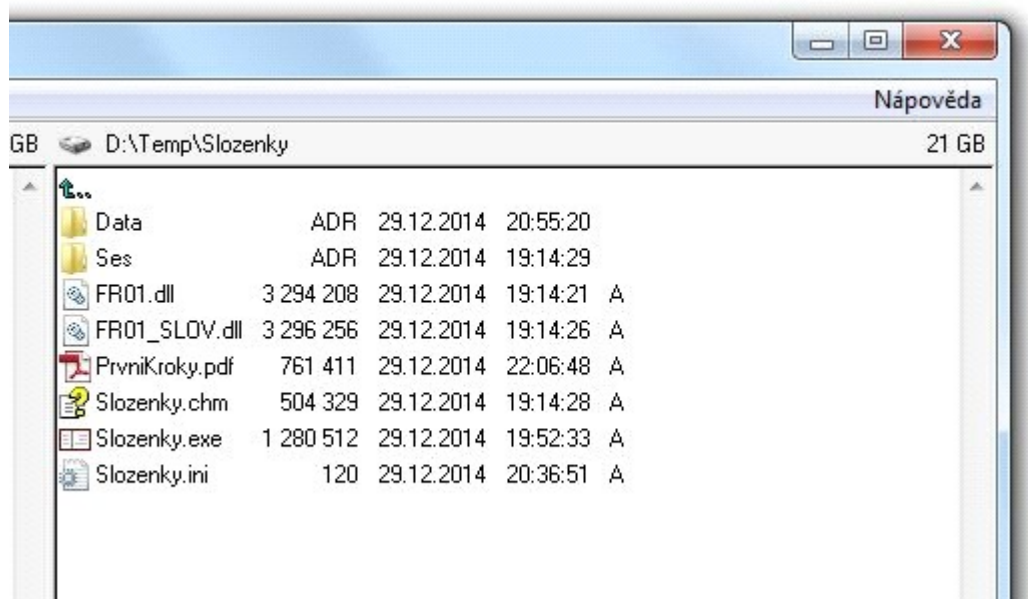 Nápověda
GB D:\Temp\Slozenky 21 GB
..
Data ADR 29.12.2014 20:55:20
Ses ADR 29.12.2014 19:14:29
FR01.dll 3 294 208 29.12.2014 19:14:21 A
FR01_SLOV.dll 3 296 256 29.12.2014 19:14:26 A
PrvniKroky.pdf 761 411 29.12.2014 22:06:48 A
Slozenky.chm 504 329 29.12.2014 19:14:28 A
Slozenky.exe 1 280 512 29.12.2014 19:52:33 A
Slozenky.ini 120 29.12.2014 20:36:51 A